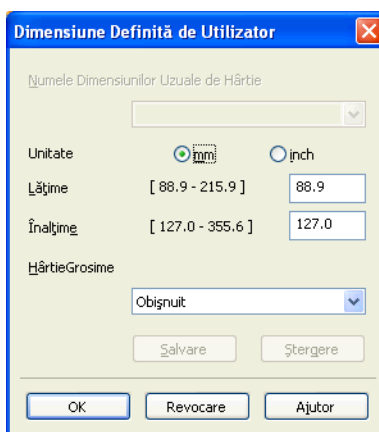 Dimensiune Definită de Utilizator
Numele Dimensiunilor Uzuale de Hârtie
Unitate mm inch
Lăţime [ 88.9 - 215.9 ] 88.9
Înalţime [ 127.0 - 355.6 ] 127.0
HârtieGrosime
Obişnuit
Salvare Ştergere
OK Revocare Ajutor